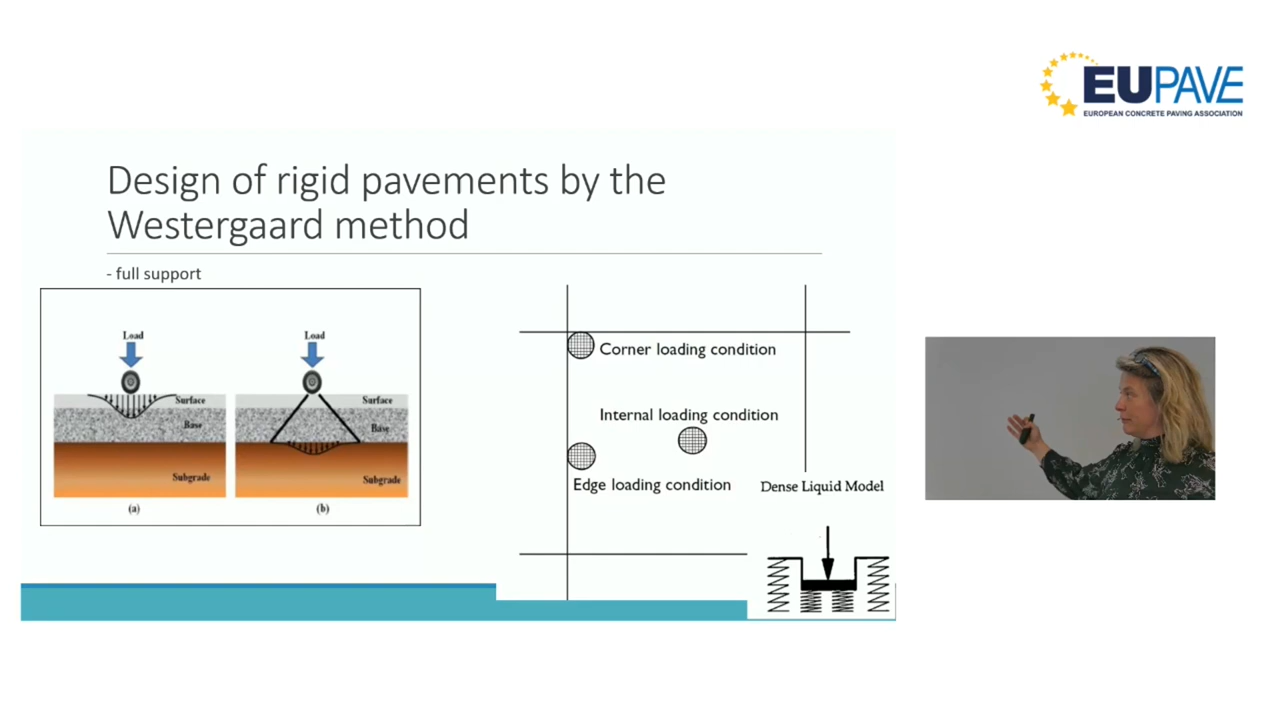 EUPAVE
EUROPEAN CONCRETE PAVING ASSOCIATION
Design of rigid pavements by the
Westergaard method
- full support
Load
Surface
Base
Subgrade
(a)
Load
Surface
Base
Subgrade
(b)
Corner loading condition
Internal loading condition
Edge loading condition
Dense Liquid Model